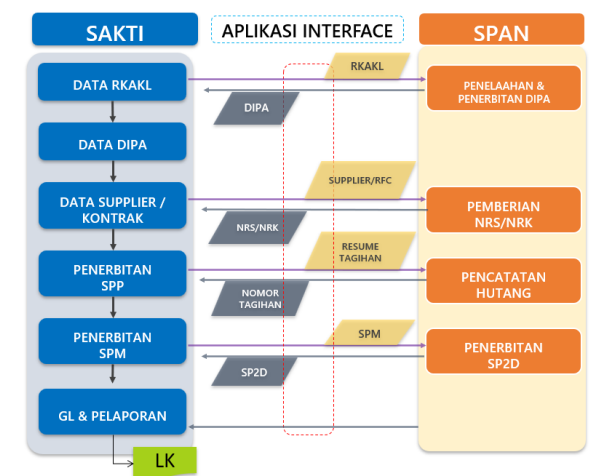 SAKTI
APLIKASI INTERFACE
SPAN
DATA RKAKL
RKAKL
DIPA
PENELAAHAN &
PENERBITAN DIPA
DATA DIPA
DATA SUPPLIER /
KONTRAK
SUPPLIER/RFC
NRS/NRK
PEMBERIAN
NRS/NRK
PENERBITAN
SPP
RESUME
TAGIHAN
NOMOR
TAGIHAN
PENCATATAN
HUTANG
PENERBITAN
SPM
SPM
SP2D
PENERBITAN
SP2D
GL & PELAPORAN
LK